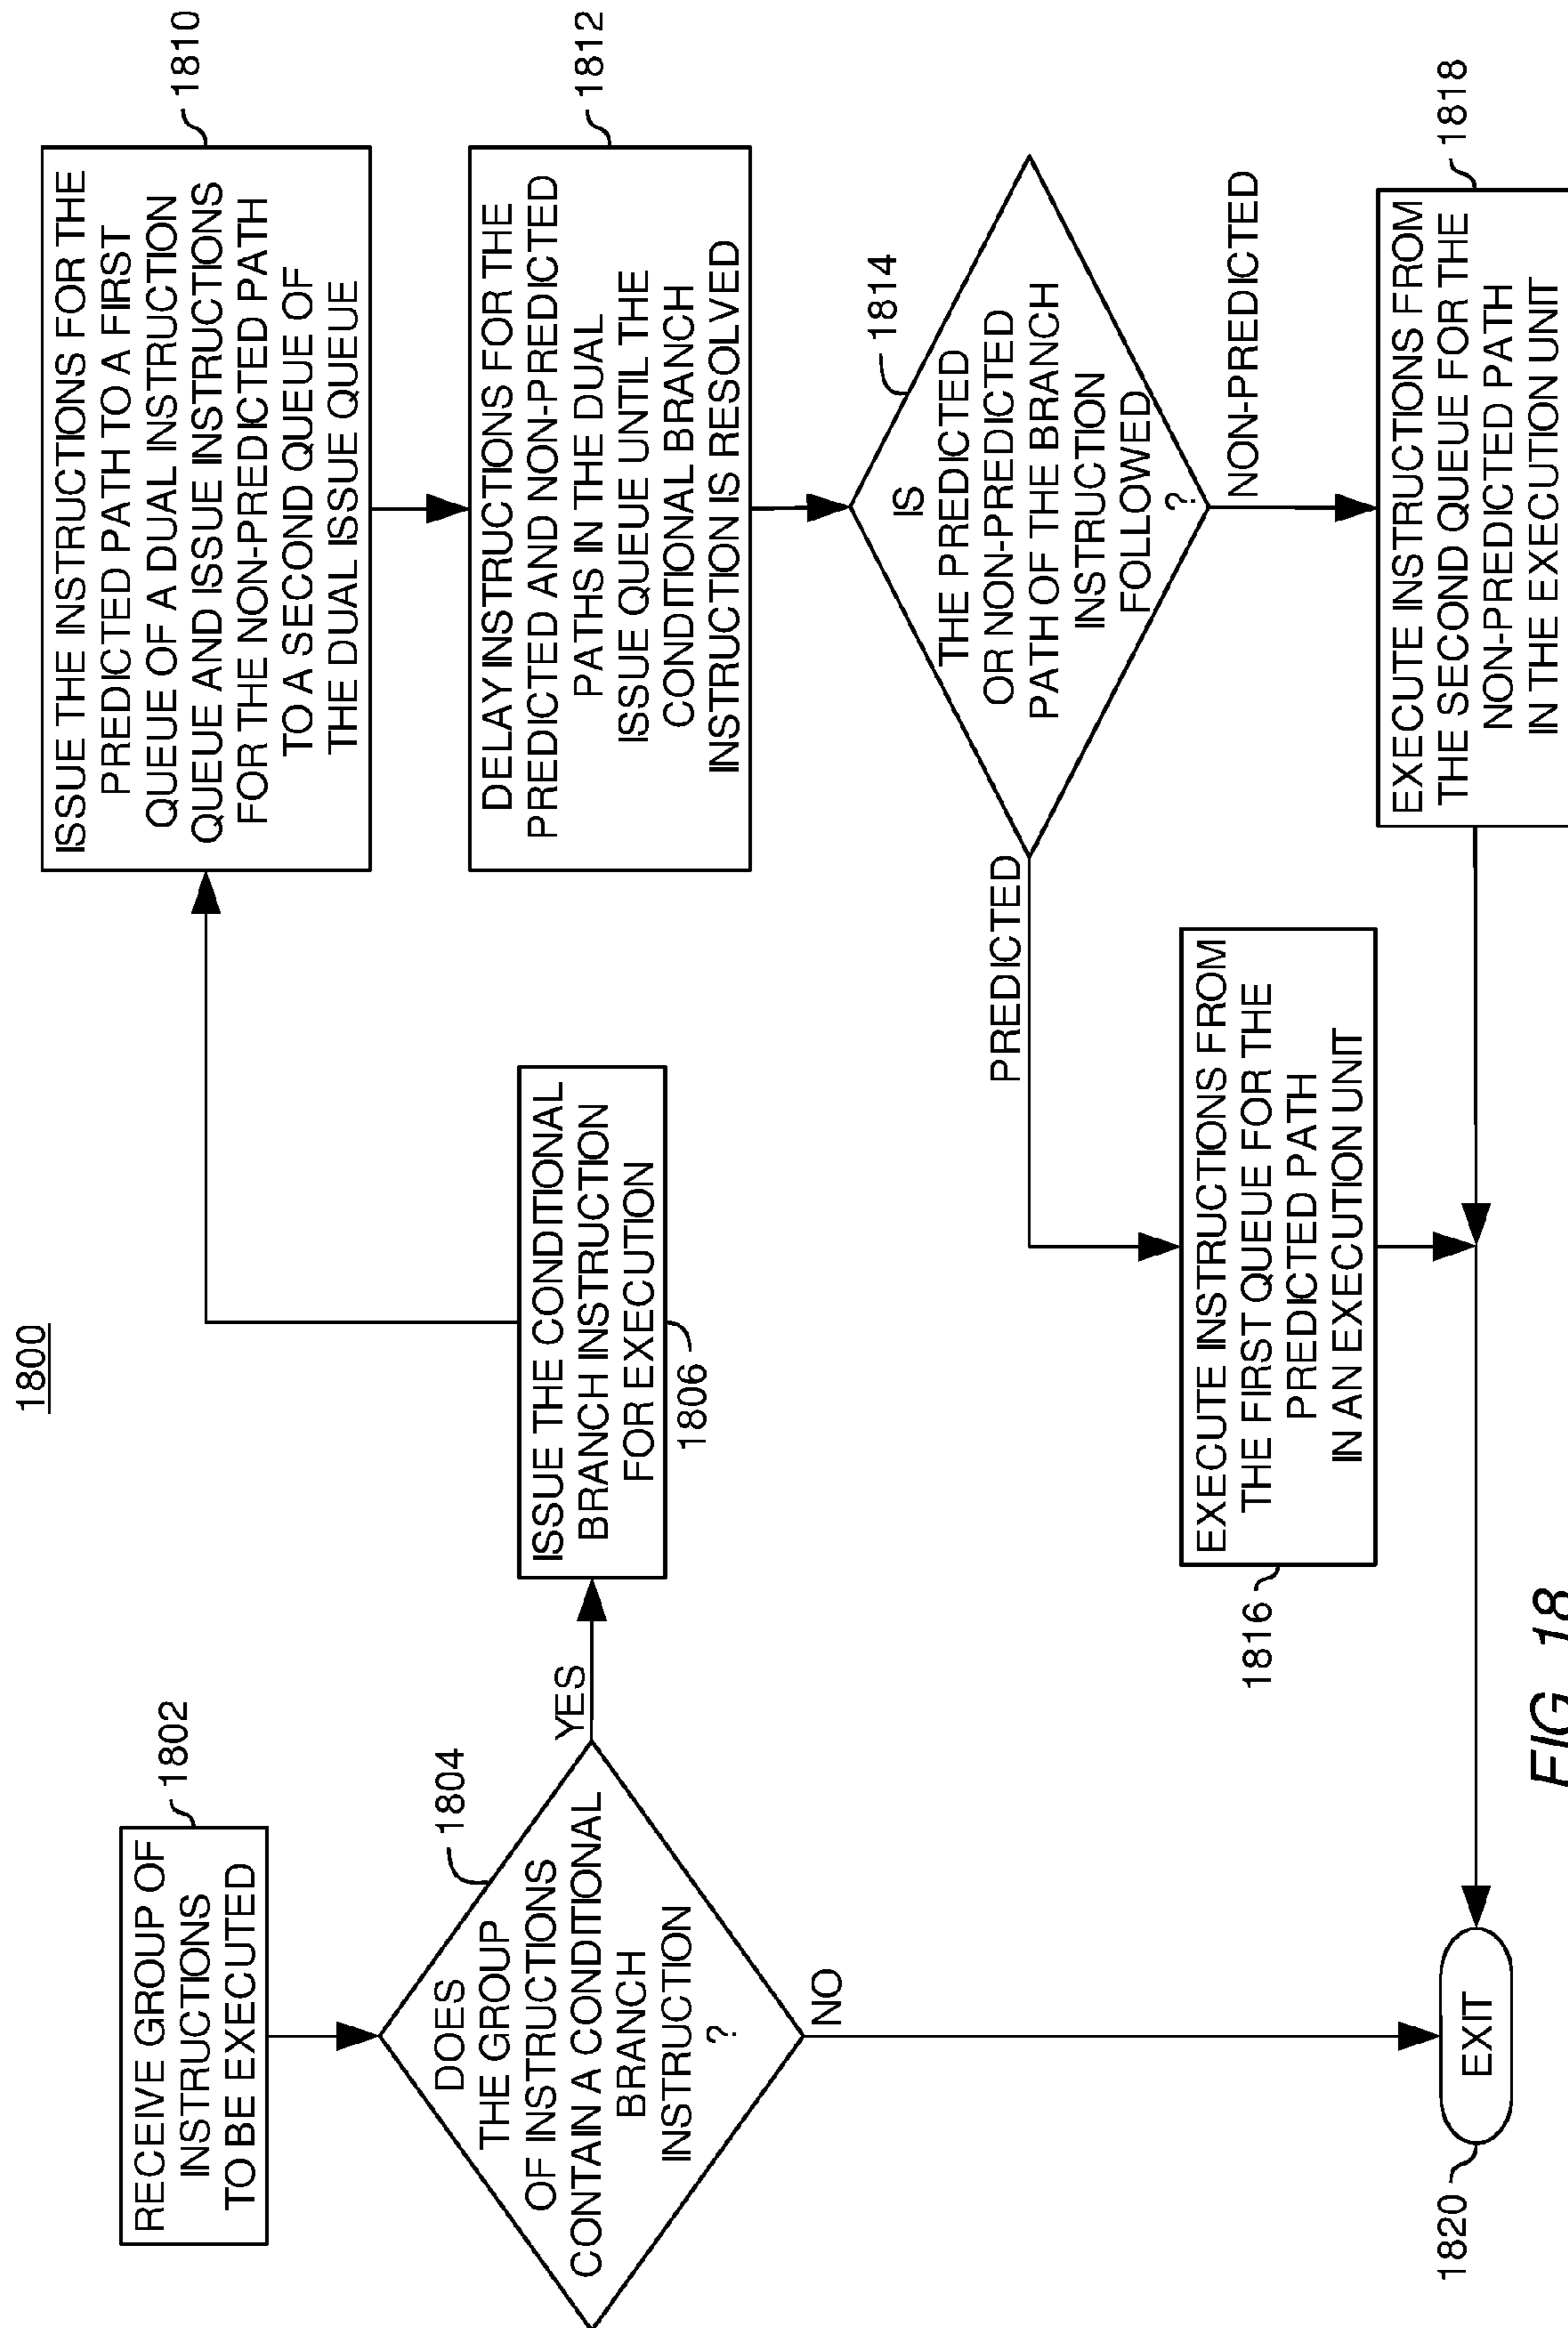 1800
RECEIVE GROUP OF
INSTRUCTIONS
TO BE EXECUTED
1802
DOES
THE GROUP
OF INSTRUCTIONS
CONTAIN A CONDITIONAL
BRANCH
INSTRUCTION
?
1804
YES
NO
ISSUE THE CONDITIONAL
BRANCH INSTRUCTION
FOR EXECUTION
1806
ISSUE THE INSTRUCTIONS FOR THE
PREDICTED PATH TO A FIRST
QUEUE OF A DUAL INSTRUCTION
QUEUE AND ISSUE INSTRUCTIONS
FOR THE NON-PREDICTED PATH
TO A SECOND QUEUE OF
THE DUAL ISSUE QUEUE
1810
DELAY INSTRUCTIONS FOR THE
PREDICTED AND NON-PREDICTED
PATHS IN THE DUAL
ISSUE QUEUE UNTIL THE
CONDITIONAL BRANCH
INSTRUCTION IS RESOLVED
1812
IS
THE PREDICTED
OR NON-PREDICTED
PATH OF THE BRANCH
INSTRUCTION
FOLLOWED
?
1814
PREDICTED
NON-PREDICTED
EXECUTE INSTRUCTIONS FROM
THE FIRST QUEUE FOR THE
PREDICTED PATH
IN AN EXECUTION UNIT
1816
EXECUTE INSTRUCTIONS FROM
THE SECOND QUEUE FOR THE
NON-PREDICTED PATH
IN THE EXECUTION UNIT
1818
EXIT
1820
FIG. 18